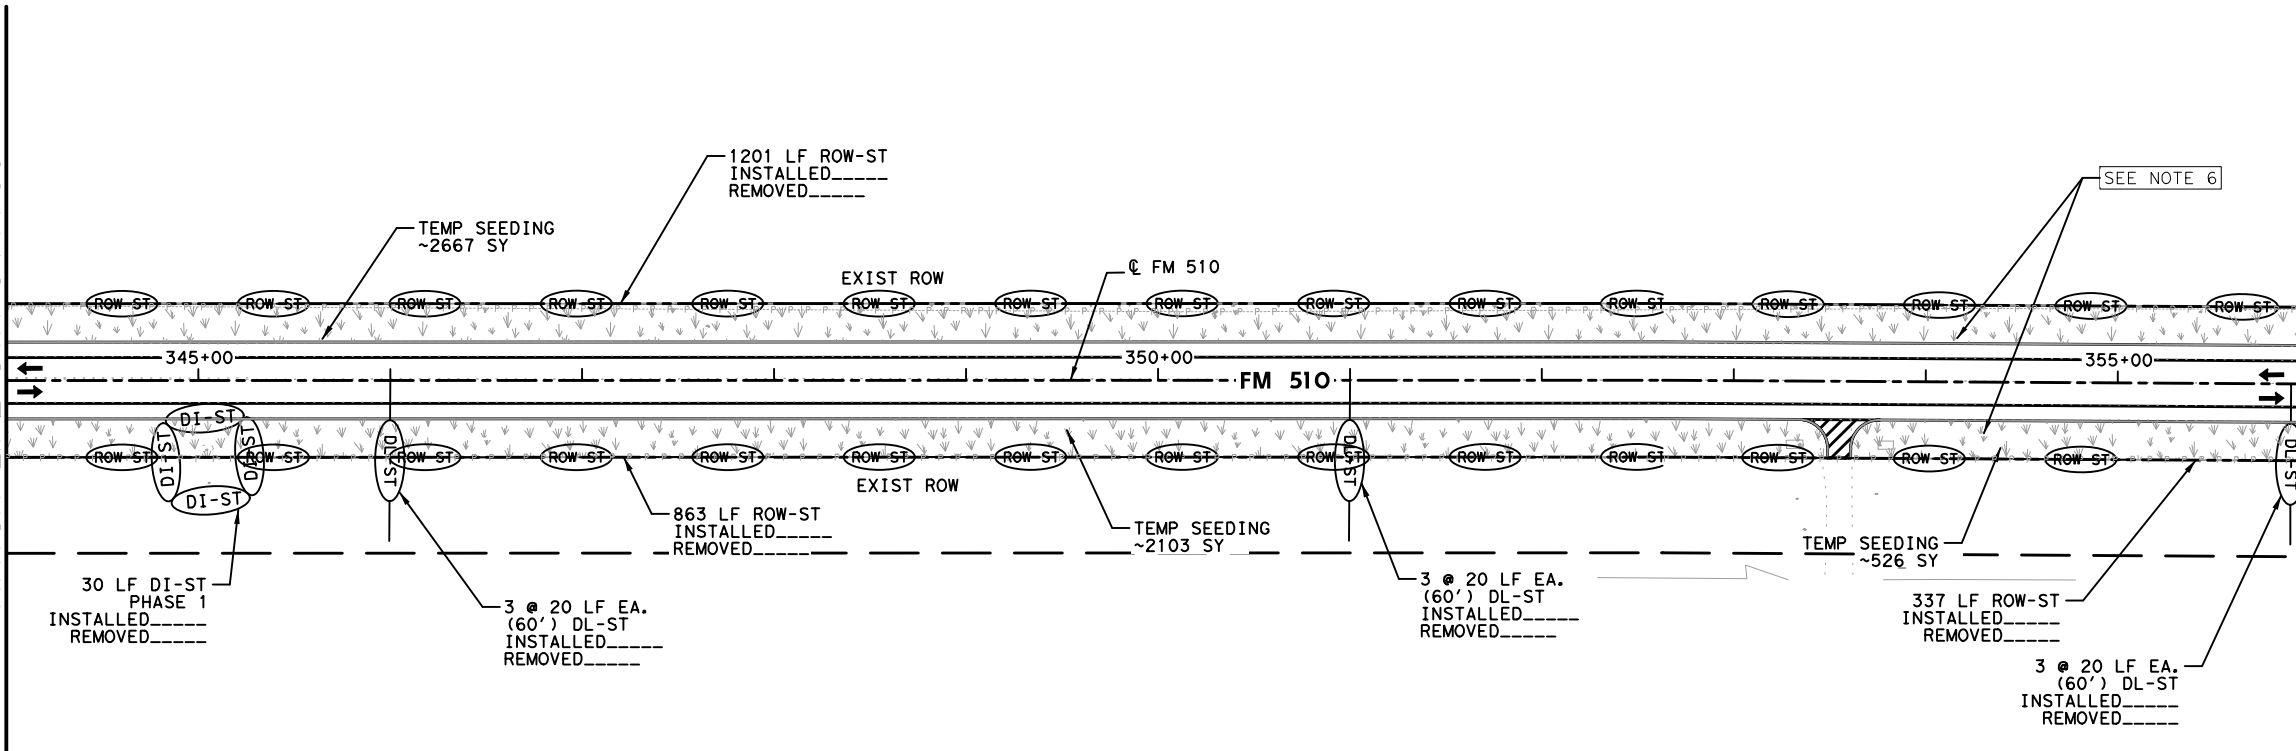 1201 LF ROW-ST
INSTALLED_____
REMOVED_____
SEE NOTE 6
TEMP SEEDING
~2667 SY
EXIST ROW
℄ FM 510
ROW-ST ROW-ST ROW-ST ROW-ST ROW-ST ROW-ST ROW-ST ROW-ST ROW-ST ROW-ST ROW-ST ROW-ST ROW-ST ROW-ST ROW-ST
345+00 350+00 355+00
FM 510
DI-ST
DI-ST
DI-ST
DI-ST
DL-ST
DL-ST
DL-ST
ROW-ST ROW-ST ROW-ST ROW-ST ROW-ST ROW-ST ROW-ST ROW-ST ROW-ST ROW-ST ROW-ST ROW-ST ROW-ST ROW-ST
EXIST ROW
863 LF ROW-ST
INSTALLED_____
REMOVED_____
TEMP SEEDING
~2103 SY
TEMP SEEDING
~526 SY
30 LF DI-ST
PHASE 1
INSTALLED_____
REMOVED_____
3 @ 20 LF EA.
(60') DL-ST
INSTALLED_____
REMOVED_____
3 @ 20 LF EA.
(60') DL-ST
INSTALLED_____
REMOVED_____
337 LF ROW-ST
INSTALLED_____
REMOVED_____
3 @ 20 LF EA.
(60') DL-ST
INSTALLED_____
REMOVED_____